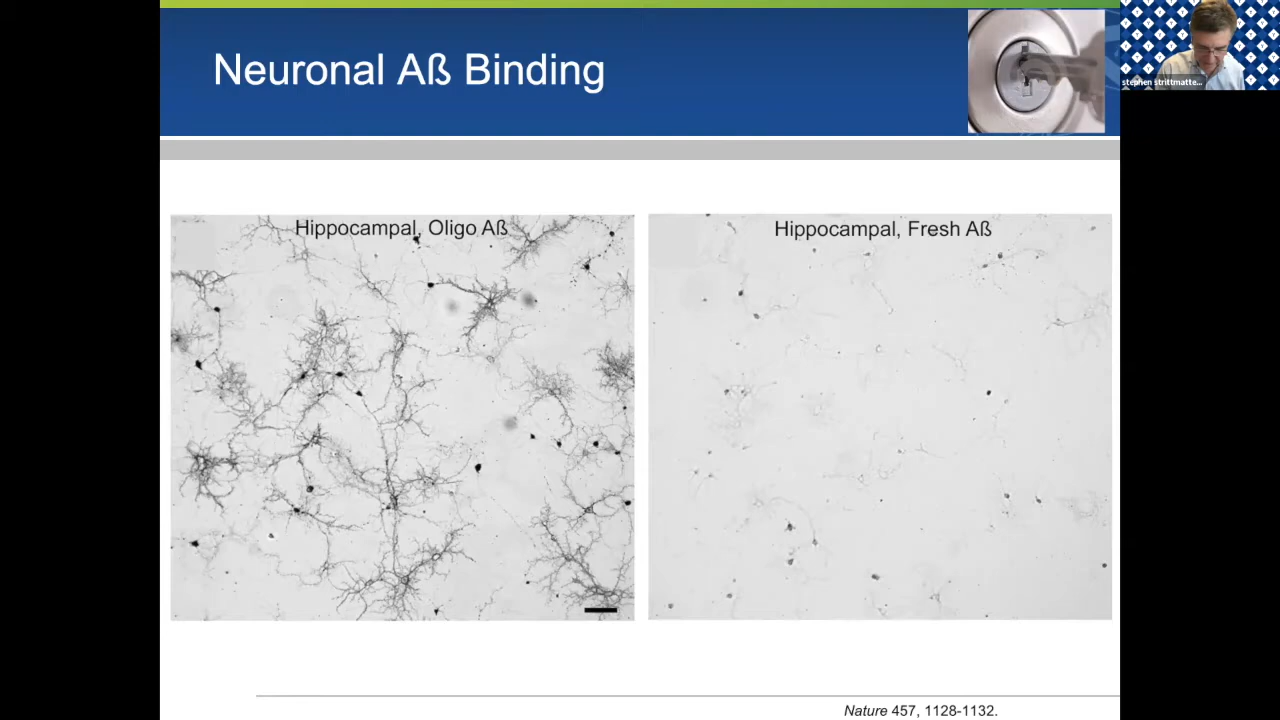 Neuronal Aß Binding
stephen strittmatte...
Hippocampal, Oligo Aß
Hippocampal, Fresh Aß
Nature 457, 1128-1132.